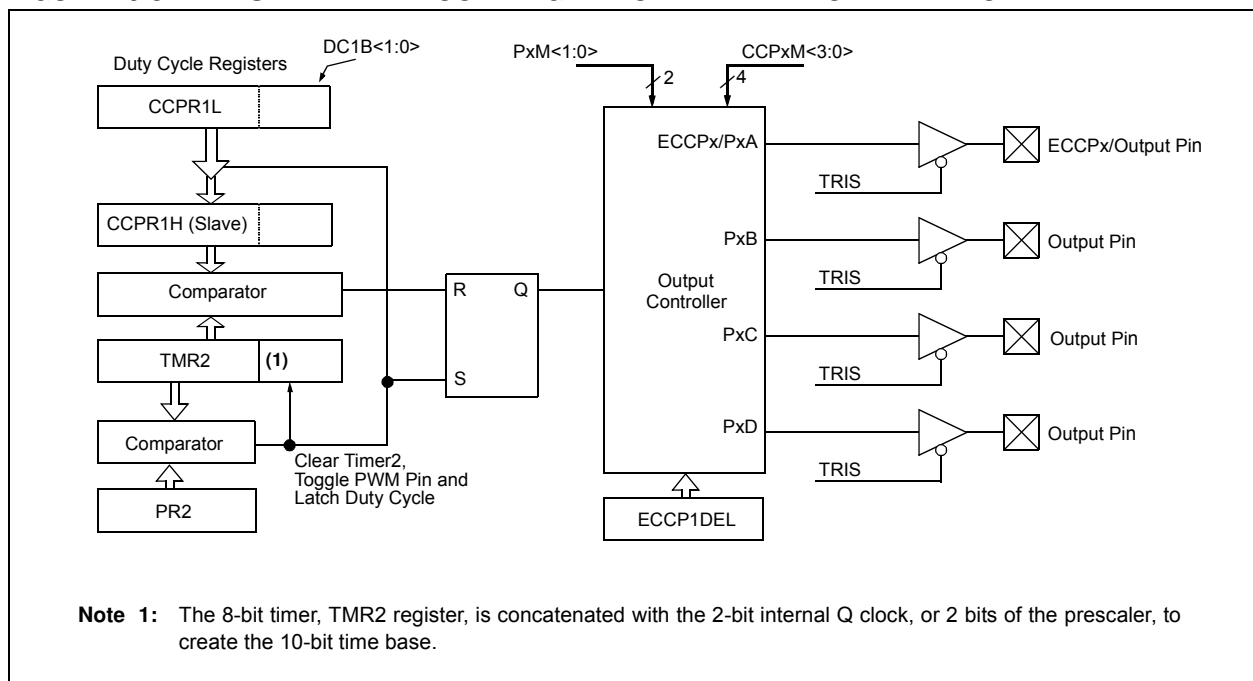 DC1B<1:0>
Duty Cycle Registers
CCPR1L
CCPR1H (Slave)
Comparator
TMR2
(1)
Comparator
PR2
Clear Timer2,
Toggle PWM Pin and
Latch Duty Cycle
R
Q
S
PxM<1:0>
2
CCPxM<3:0>
4
Output
Controller
ECCPx/PxA
PxB
PxC
PxD
ECCP1DEL
TRIS
ECCPx/Output Pin
TRIS
Output Pin
TRIS
Output Pin
TRIS
Output Pin
Note 1: The 8-bit timer, TMR2 register, is concatenated with the 2-bit internal Q clock, or 2 bits of the prescaler, to
create the 10-bit time base.